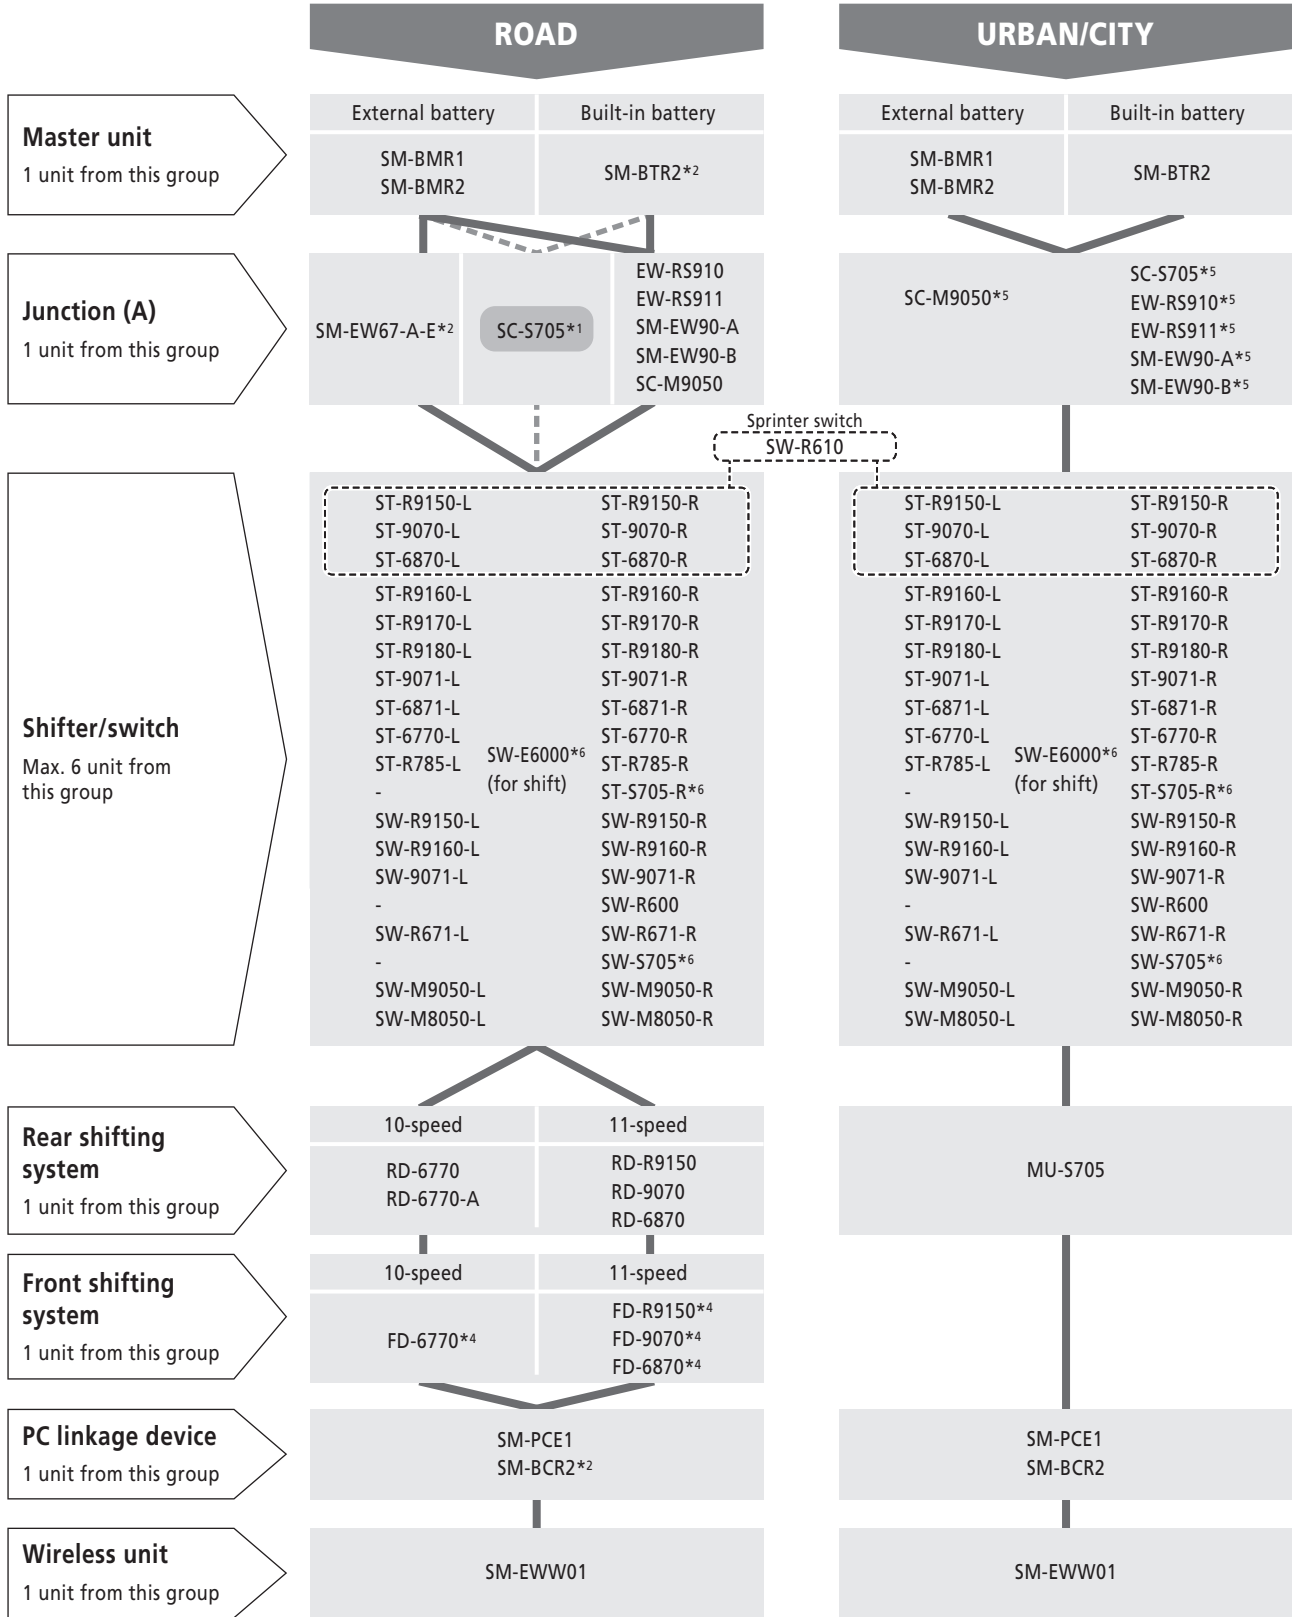 ROAD
URBAN/CITY
Master unit
1 unit from this group
External battery
Built-in battery
SM-BMR1
SM-BMR2
SM-BTR2*2
External battery
Built-in battery
SM-BMR1
SM-BMR2
SM-BTR2
Junction (A)
1 unit from this group
SM-EW67-A-E*2
SC-S705*1
EW-RS910
EW-RS911
SM-EW90-A
SM-EW90-B
SC-M9050
SC-M9050*5
SC-S705*5
EW-RS910*5
EW-RS911*5
SM-EW90-A*5
SM-EW90-B*5
Sprinter switch
SW-R610
Shifter/switch
Max. 6 unit from
this group
ST-R9150-L ST-R9150-R
ST-9070-L ST-9070-R
ST-6870-L ST-6870-R
ST-R9160-L ST-R9160-R
ST-R9170-L ST-R9170-R
ST-R9180-L ST-R9180-R
ST-9071-L ST-9071-R
ST-6871-L ST-6871-R
ST-6770-L ST-6770-R
SW-E6000*6
ST-R785-L ST-R785-R
(for shift)
- ST-S705-R*6
SW-R9150-L SW-R9150-R
SW-R9160-L SW-R9160-R
SW-9071-L SW-9071-R
- SW-R600
SW-R671-L SW-R671-R
- SW-S705*6
SW-M9050-L SW-M9050-R
SW-M8050-L SW-M8050-R
ST-R9150-L ST-R9150-R
ST-9070-L ST-9070-R
ST-6870-L ST-6870-R
ST-R9160-L ST-R9160-R
ST-R9170-L ST-R9170-R
ST-R9180-L ST-R9180-R
ST-9071-L ST-9071-R
ST-6871-L ST-6871-R
ST-6770-L ST-6770-R
SW-E6000*6
ST-R785-L ST-R785-R
(for shift)
- ST-S705-R*6
SW-R9150-L SW-R9150-R
SW-R9160-L SW-R9160-R
SW-9071-L SW-9071-R
- SW-R600
SW-R671-L SW-R671-R
- SW-S705*6
SW-M9050-L SW-M9050-R
SW-M8050-L SW-M8050-R
Rear shifting
system
1 unit from this group
10-speed
11-speed
RD-6770
RD-6770-A
RD-R9150
RD-9070
RD-6870
MU-S705
Front shifting
system
1 unit from this group
10-speed
11-speed
FD-6770*4
FD-R9150*4
FD-9070*4
FD-6870*4
PC linkage device
1 unit from this group
SM-PCE1
SM-BCR2*2
SM-PCE1
SM-BCR2
Wireless unit
1 unit from this group
SM-EWW01
SM-EWW01